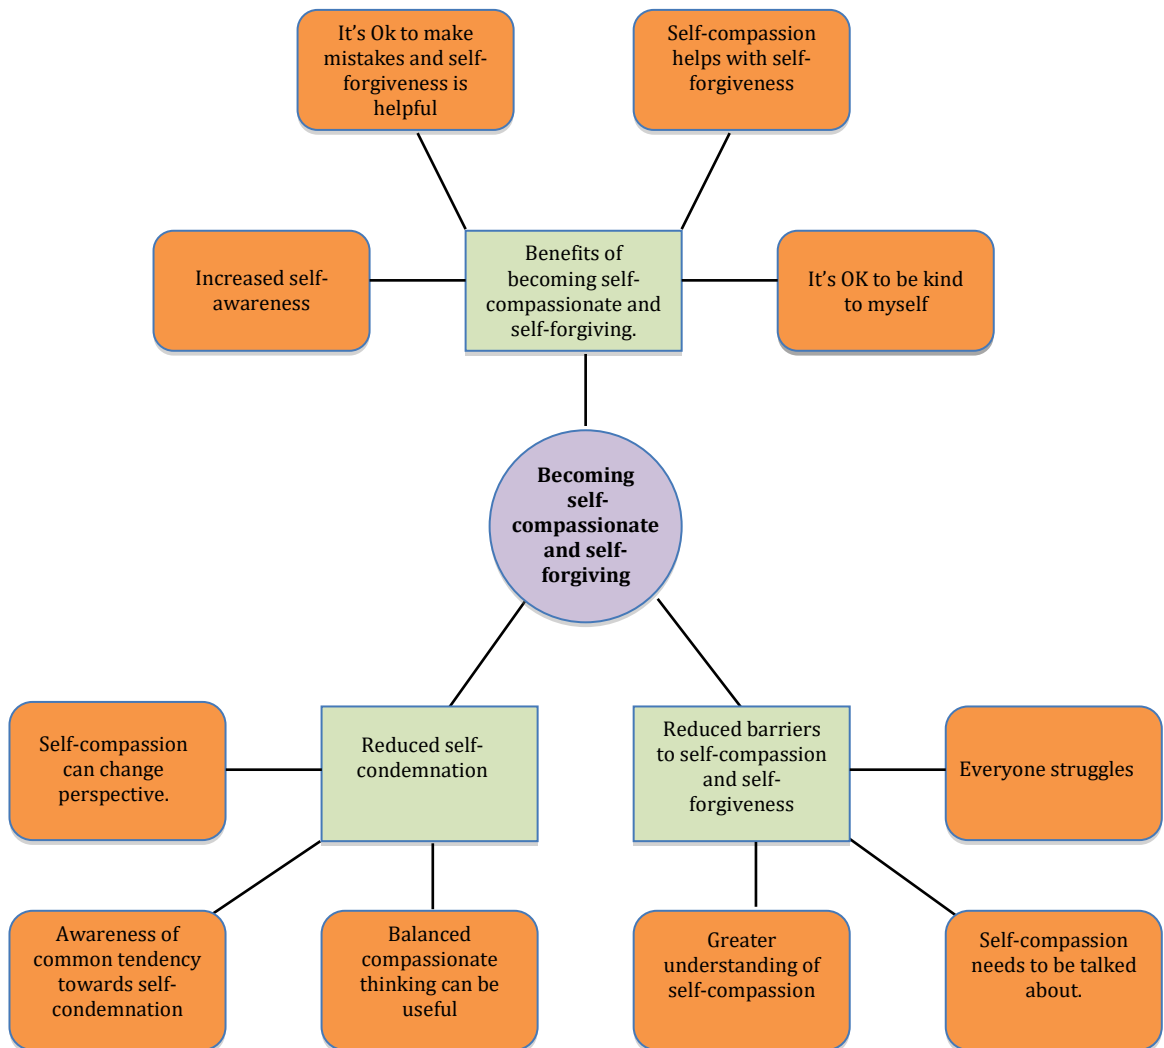 It’s Ok to make
mistakes and self-
forgiveness is
helpful
Self-compassion
helps with self-
forgiveness
Increased self-
awareness
Benefits of
becoming self-
compassionate and
self-forgiving.
It’s OK to be kind
to myself
Becoming
self-
compassionate
and self-
forgiving
Self-compassion
can change
perspective.
Reduced self-
condemnation
Reduced barriers
to self-compassion
and self-
forgiveness
Everyone struggles
Awareness of
common tendency
towards self-
condemnation
Balanced
compassionate
thinking can be
useful
Greater
understanding of
self-compassion
Self-compassion
needs to be talked
about.